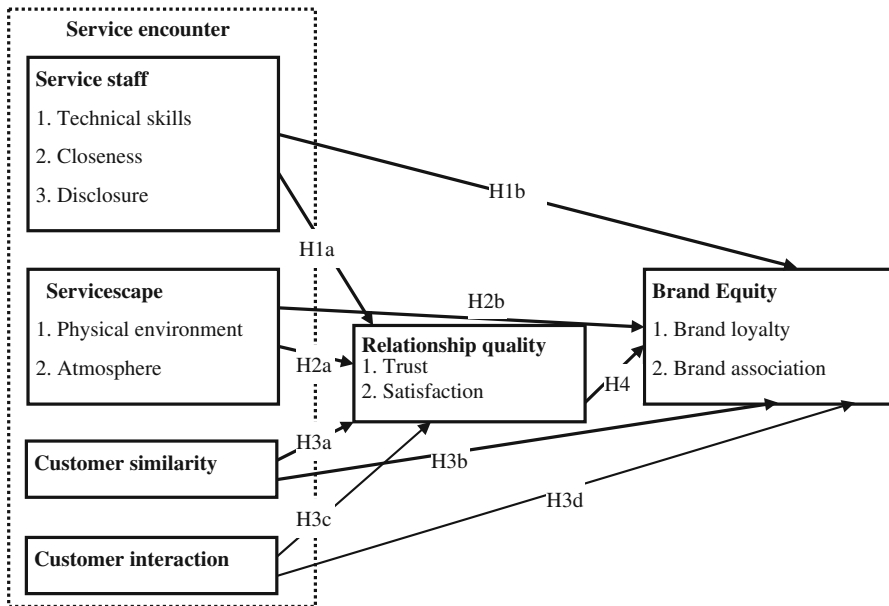 Service encounter
Service staff
1. Technical skills
2. Closeness
3. Disclosure
H1b
H1a
Servicescape
1. Physical environment
2. Atmosphere
H2b
H2a
Relationship quality
1. Trust
2. Satisfaction
Brand Equity
1. Brand loyalty
2. Brand association
H4
Customer similarity
H3a
H3b
H3c
H3d
Customer interaction